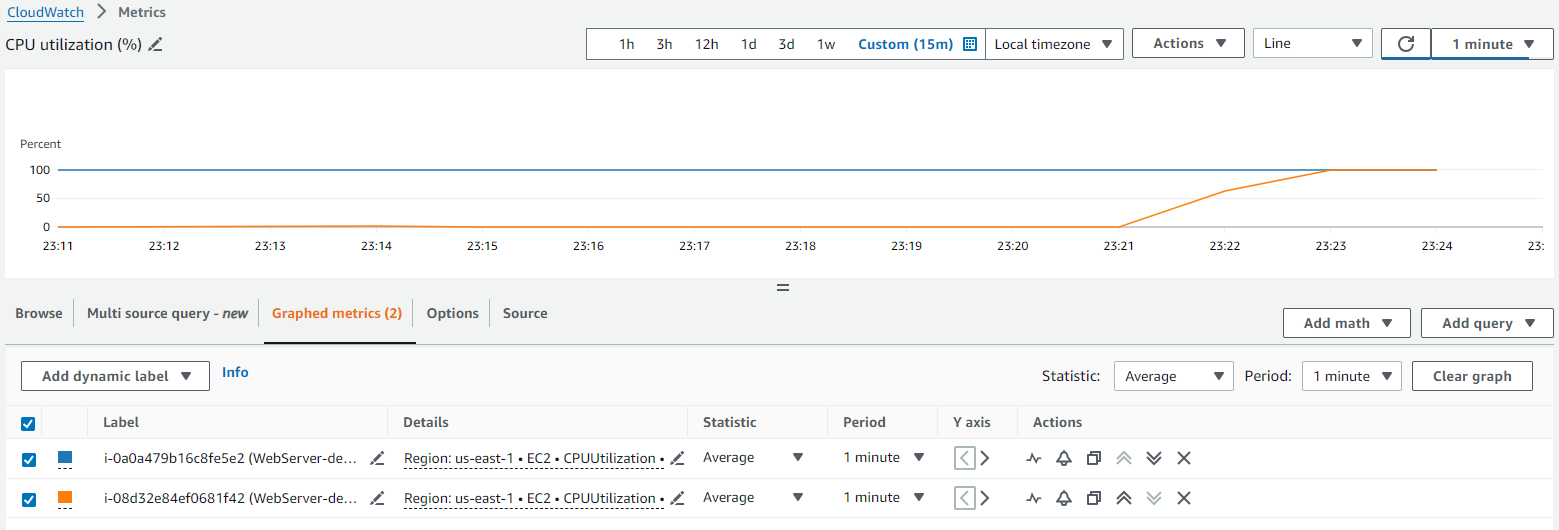 CloudWatch > Metrics
CPU utilization (%)
1h 3h 12h 1d 3d 1w Custom (15m) Local timezone Actions Line 1 minute
Percent
100
50
0
23:11 23:12 23:13 23:14 23:15 23:16 23:17 23:18 23:19 23:20 23:21 23:22 23:23 23:24 23:
Browse Multi source query - new Graphed metrics (2) Options Source
Add math Add query
Add dynamic label Info Statistic: Average Period: 1 minute Clear graph
Label Details Statistic Period Y axis Actions
i-0a0a479b16c8fe5e2 (WebServer-de... Region: us-east-1 • EC2 • CPUUtilization • Average 1 minute < >
i-08d32e84ef0681f42 (WebServer-de... Region: us-east-1 • EC2 • CPUUtilization • Average 1 minute < >